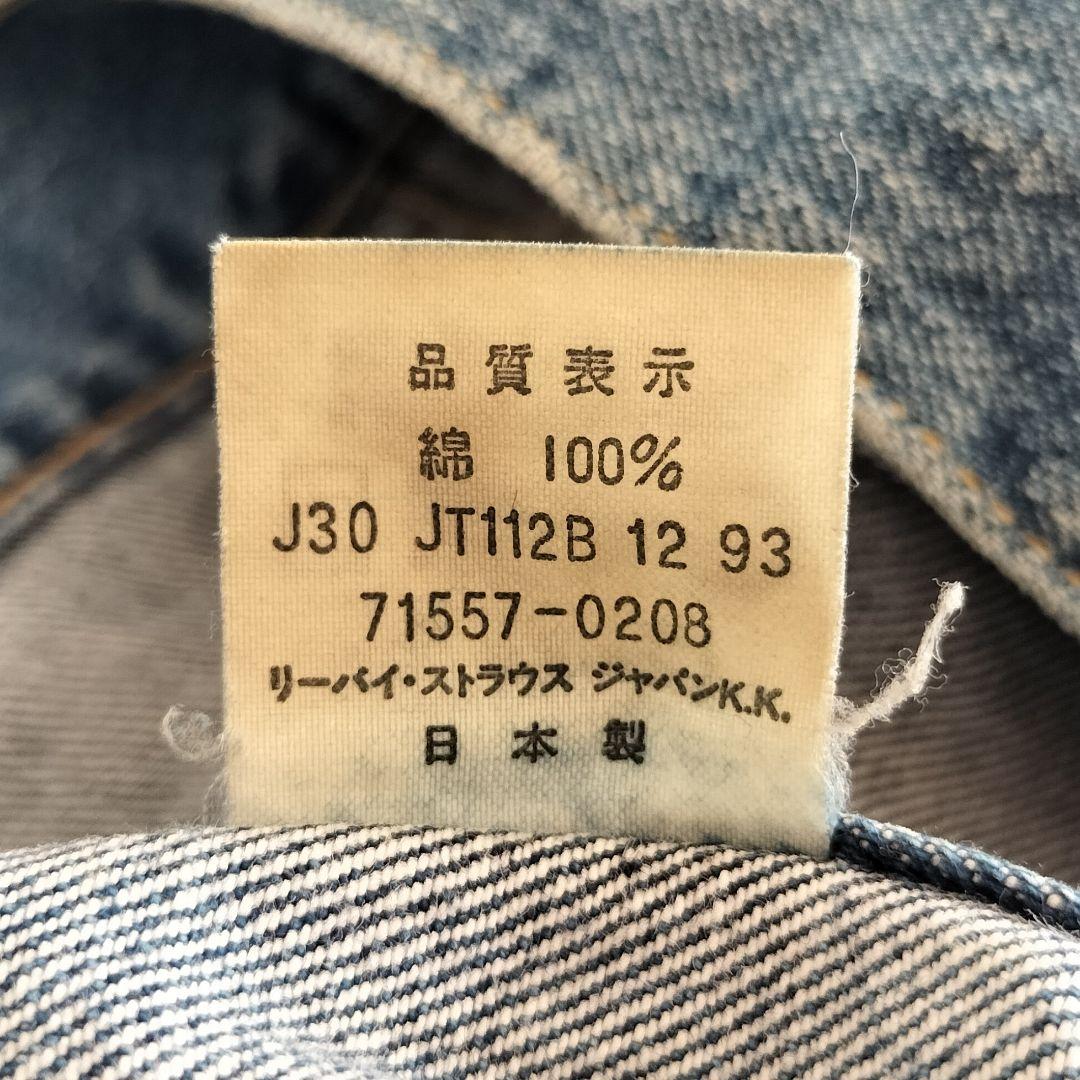 品質表示
綿 100%
J30 JT112B 12 93
71557-0208
リーバイ・ストラウス ジャパンK.K.
日本製